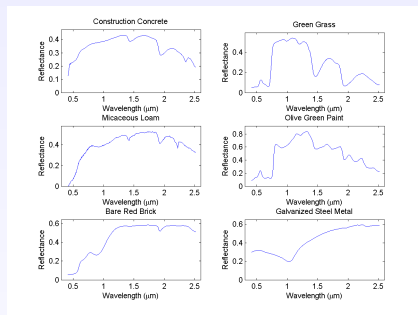 Construction Concrete
Reflectance
0.4
0.3
0.2
0.1
0
0.5 1 1.5 2 2.5
Wavelength (μm)
Green Grass
Reflectance
0.4
0.2
0
0.5 1 1.5 2 2.5
Wavelength (μm)
Micaceous Loam
Reflectance
0.4
0.2
0
0.5 1 1.5 2 2.5
Wavelength (μm)
Olive Green Paint
Reflectance
0.8
0.6
0.4
0.2
0
0.5 1 1.5 2 2.5
Wavelength (μm)
Bare Red Brick
Reflectance
0.6
0.4
0.2
0
0.5 1 1.5 2 2.5
Wavelength (μm)
Galvanized Steel Metal
Reflectance
0.6
0.4
0.2
0
0.5 1 1.5 2 2.5
Wavelength (μm)